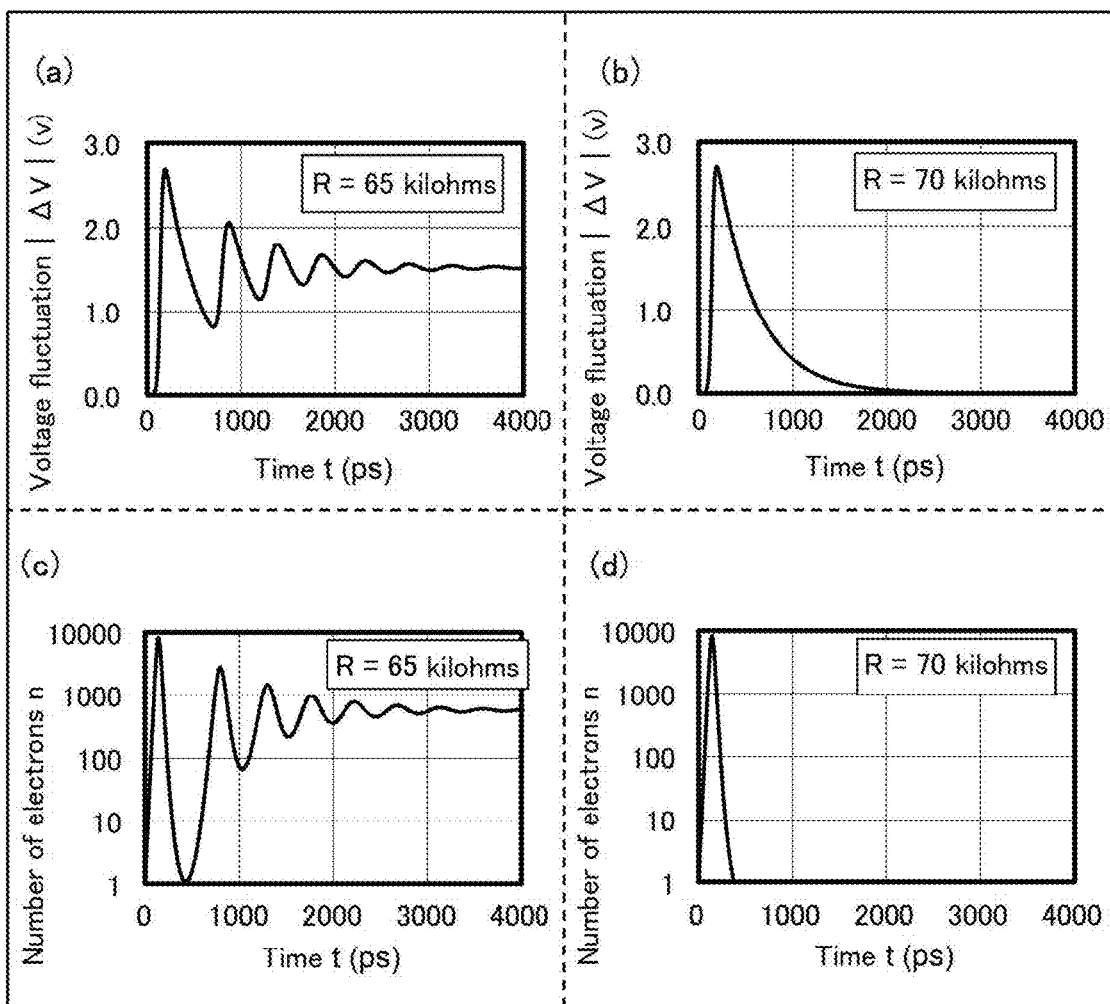 (a)
Voltage fluctuation | Δ V | (v)
3.0
2.0
1.0
0.0
R = 65 kilohms
0 1000 2000 3000 4000
Time t (ps)
(b)
Voltage fluctuation | Δ V | (v)
3.0
2.0
1.0
0.0
R = 70 kilohms
0 1000 2000 3000 4000
Time t (ps)
(c)
Number of electrons n
10000
1000
100
10
1
R = 65 kilohms
0 1000 2000 3000 4000
Time t (ps)
(d)
Number of electrons n
10000
1000
100
10
1
R = 70 kilohms
0 1000 2000 3000 4000
Time t (ps)